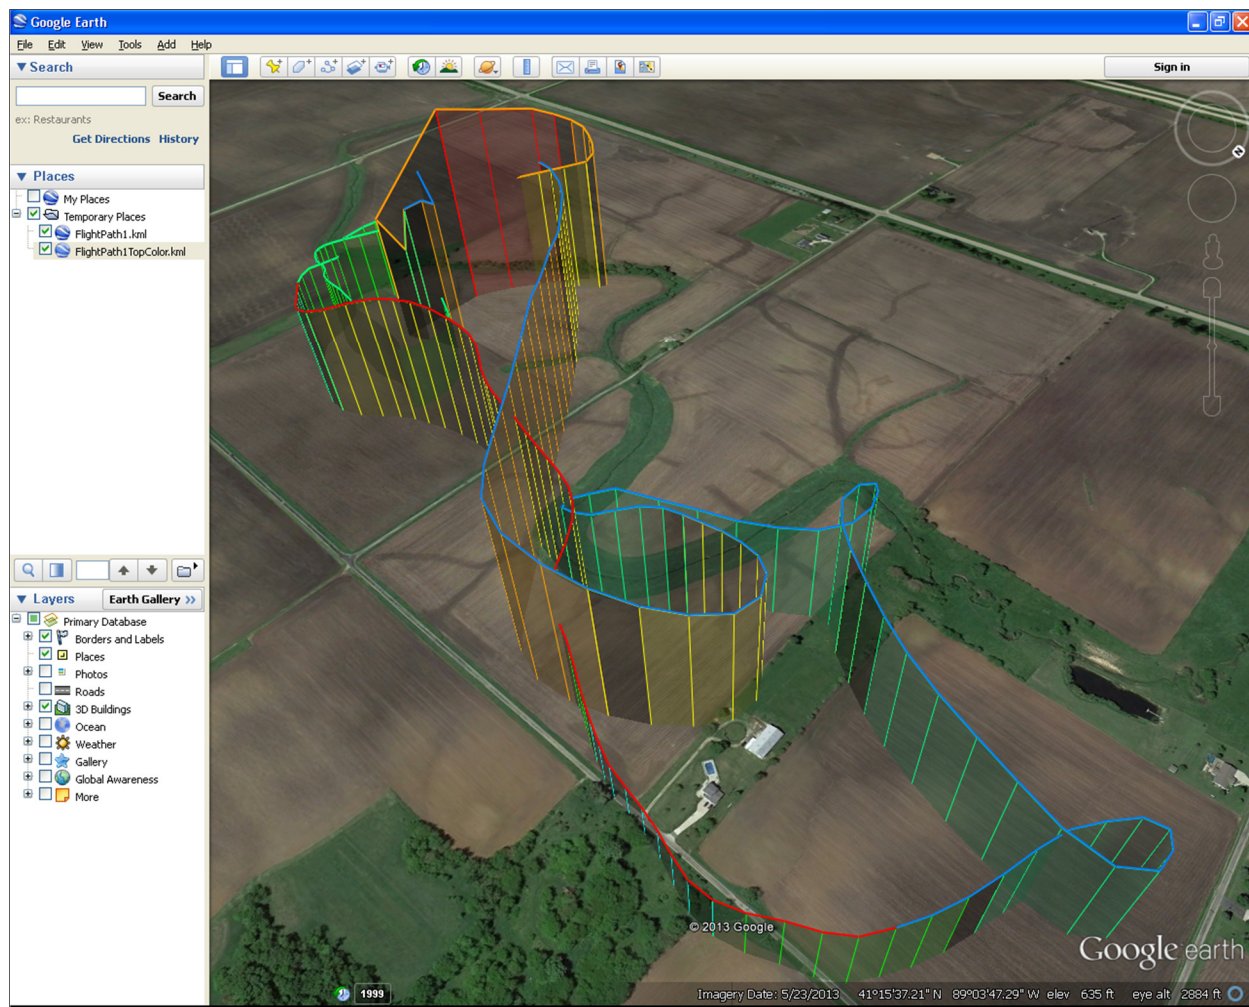 Google Earth
File Edit View Tools Add Help
Search
Sign in
Search
ex: Restaurants
Get Directions History
Places
My Places
Temporary Places
FlightPath1.kml
FlightPath1TopColor.kml
Layers
Earth Gallery >>
Primary Database
Borders and Labels
Places
Photos
Roads
3D Buildings
Ocean
Weather
Gallery
Global Awareness
More
N
© 2013 Google
Google earth
1999
Imagery Date: 5/23/2013 41°15'37.21" N 89°03'47.29" W elev 635 ft eye alt 2884 ft